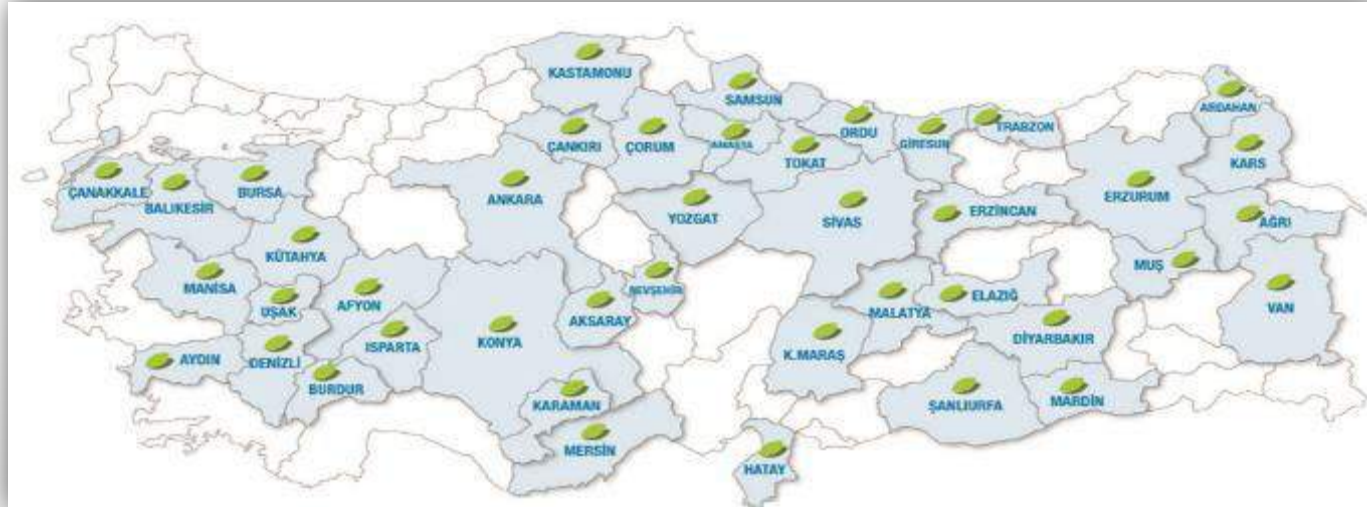 KASTAMONU
SAMSUN
ARDAHAN
ORDU
GİRESUN
TRABZON
ÇANKIRI
ÇORUM
AMASYA
TOKAT
KARS
ÇANAKKALE
BALIKESİR
BURSA
ANKARA
YOZGAT
SİVAS
ERZİNCAN
ERZURUM
AĞRI
KÜTAHYA
MUŞ
MANİSA
UŞAK
AFYON
NEVŞEHİR
AKSARAY
MALATYA
ELAZIĞ
VAN
AYDIN
DENİZLİ
ISPARTA
KONYA
K.MARAŞ
DİYARBAKIR
BURDUR
KARAMAN
ŞANLIURFA
MARDİN
MERSİN
HATAY